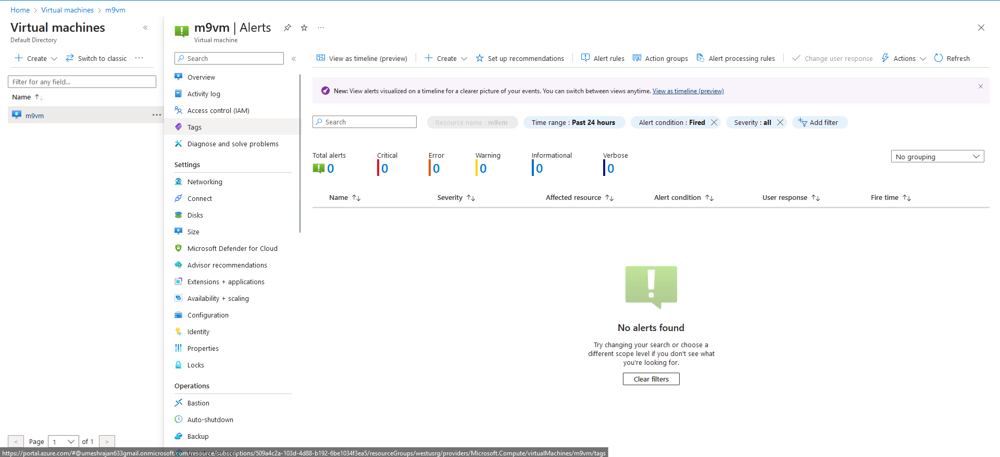 Home > Virtual machines > m9vm
Virtual machines «
Default Directory
+ Create Switch to classic ...
Filter for any field...
Name ↑↓
m9vm ...
< Page 1 of 1 >
m9vm | Alerts ...
Virtual machine
Search «
Overview
Activity log
Access control (IAM)
Tags
Diagnose and solve problems
Settings
Networking
Connect
Disks
Size
Microsoft Defender for Cloud
Advisor recommendations
Extensions + applications
Availability + scaling
Configuration
Identity
Properties
Locks
Operations
Bastion
Auto-shutdown
Backup
View as timeline (preview) + Create Set up recommendations Alert rules Action groups Alert processing rules Change user response Actions Refresh
New: View alerts visualized on a timeline for a clearer picture of your events. You can switch between views anytime. View as timeline (preview)
Search Resource name : m9vm Time range : Past 24 hours Alert condition : Fired Severity : all Add filter
Total alerts Critical Error Warning Informational Verbose
0 0 0 0 0 0
No grouping
Name ↑↓ Severity ↑↓ Affected resource ↑↓ Alert condition ↑↓ User response ↑↓ Fire time ↑↓
No alerts found
Try changing your search or choose a
different scope level if you don't see what
you're looking for.
Clear filters
https://portal.azure.com/#@umeshrajan633gmail.onmicrosoft.com/resource/subscriptions/509a4c2a-103d-4d88-b192-6be1034f3ea5/resourceGroups/westusrg/providers/Microsoft.Compute/virtualMachines/m9vm/tags